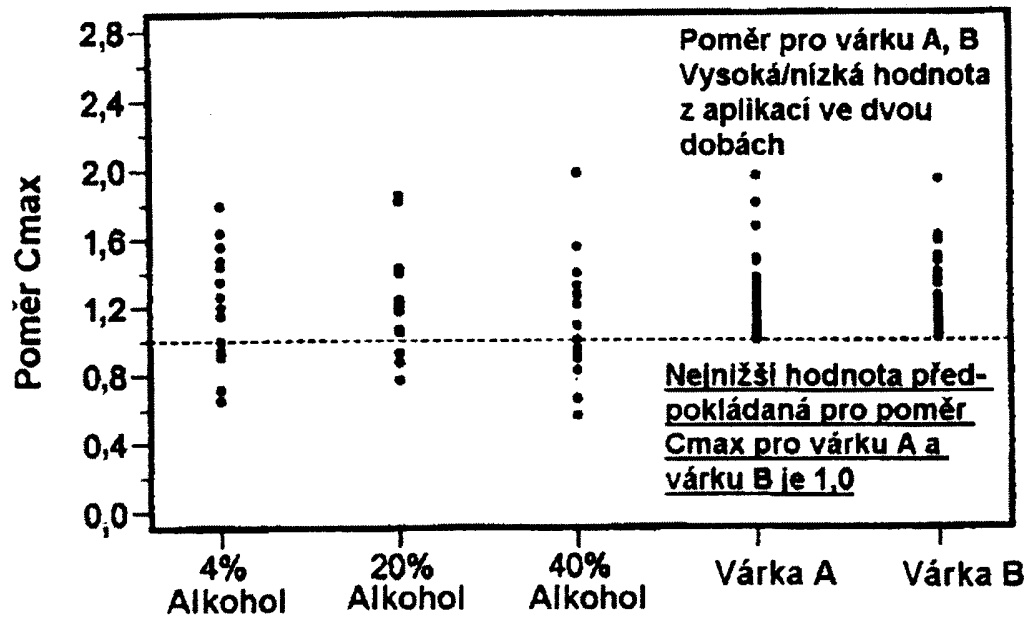 Poměr Cmax
2,8
2,4
2,0
1,6
1,2
0,8
0,4
0,0
Poměr pro várku A, B
Vysoká/nízká hodnota
z aplikací ve dvou
dobách
Nejnižší hodnota před-
pokládaná pro poměr
Cmax pro várku A a
várku B je 1,0
4%
Alkohol
20%
Alkohol
40%
Alkohol
Várka A
Várka B